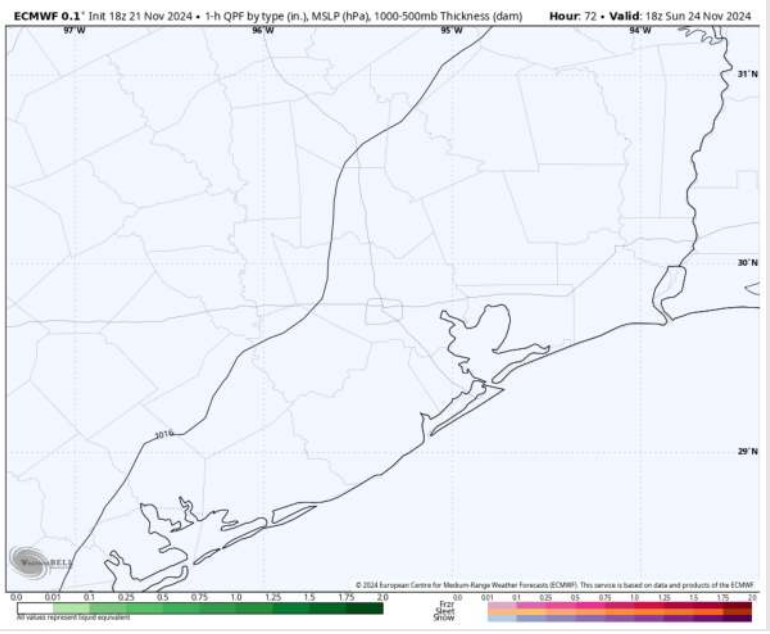 ECMWF 0.1° Init 18z 21 Nov 2024 • 1-h QPF by type (in.), MSLP (hPa), 1000-500mb Thickness (dam) Hour: 72 • Valid: 18z Sun 24 Nov 2024
97°W 96°W 95°W 94°W
31°N
30°N
1016
29°N
WeatherBELL
© 2024 European Centre for Medium-Range Weather Forecasts (ECMWF). This service is based on data and products of the ECMWF
0.0 0.01 0.1 0.25 0.5 0.75 1.0 1.25 1.5 1.75 2.0 0.0 0.01 0.1 0.25 0.5 0.75 1.0 1.25 1.5 1.75 2.0
Frzr
Sleet
Snow
All values represent liquid equivalent